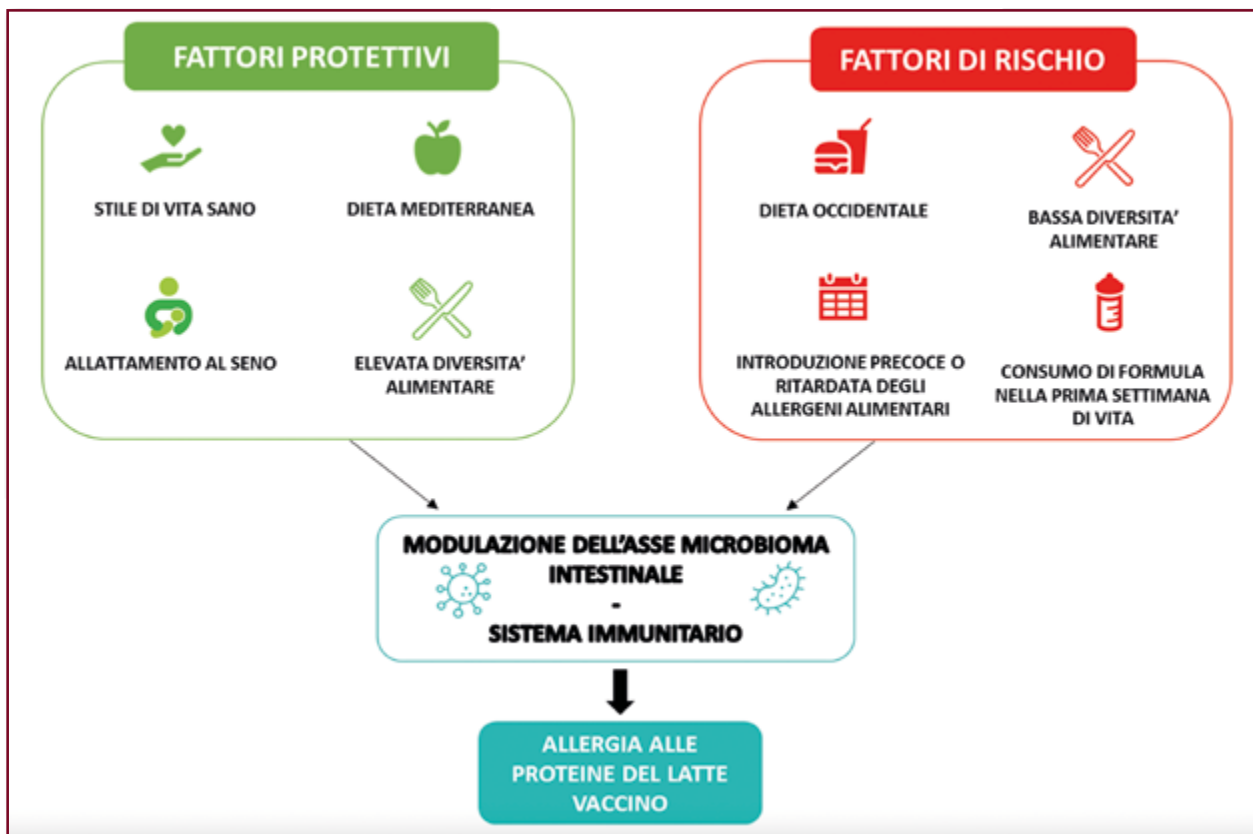 FATTORI PROTETTIVI
STILE DI VITA SANO
DIETA MEDITERRANEA
ALLATTAMENTO AL SENO
ELEVATA DIVERSITA'
ALIMENTARE
FATTORI DI RISCHIO
DIETA OCCIDENTALE
BASSA DIVERSITA'
ALIMENTARE
INTRODUZIONE PRECOCE O
RITARDATA DEGLI
ALLERGENI ALIMENTARI
CONSUMO DI FORMULA
NELLA PRIMA SETTIMANA
DI VITA
MODULAZIONE DELL'ASSE MICROBIOMA
INTESTINALE
-
SISTEMA IMMUNITARIO
ALLERGIA ALLE
PROTEINE DEL LATTE
VACCINO